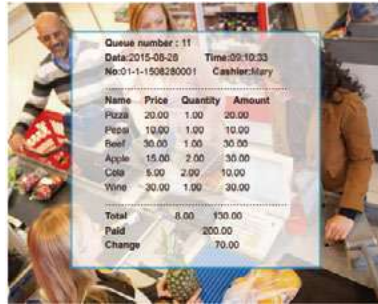 Queue number : 11
Data:2015-08-28 Time:09:10:33
No:01-1-1508280001 Cashier:Mary
Name Price Quantity Amount
Pizza 20.00 1.00 20.00
Pepsi 10.00 1.00 10.00
Beef 30.00 1.00 30.00
Apple 15.00 2.00 30.00
Cola 5.00 2.00 10.00
Wine 30.00 1.00 30.00
Total 8.00 130.00
Paid 200.00
Change 70.00